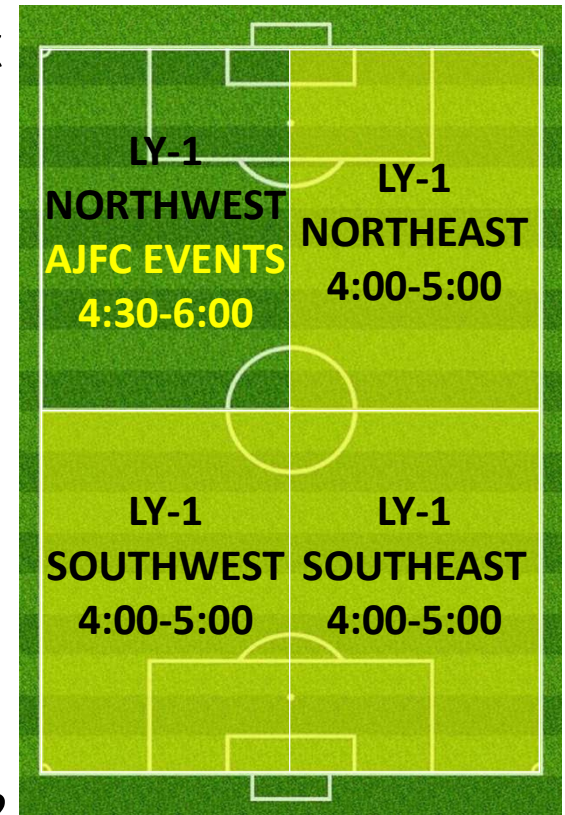 LY-1
NORTHWEST
AJFC EVENTS
4:30-6:00
LY-1
NORTHEAST
4:00-5:00
LY-1
SOUTHWEST
4:00-5:00
LY-1
SOUTHEAST
4:00-5:00